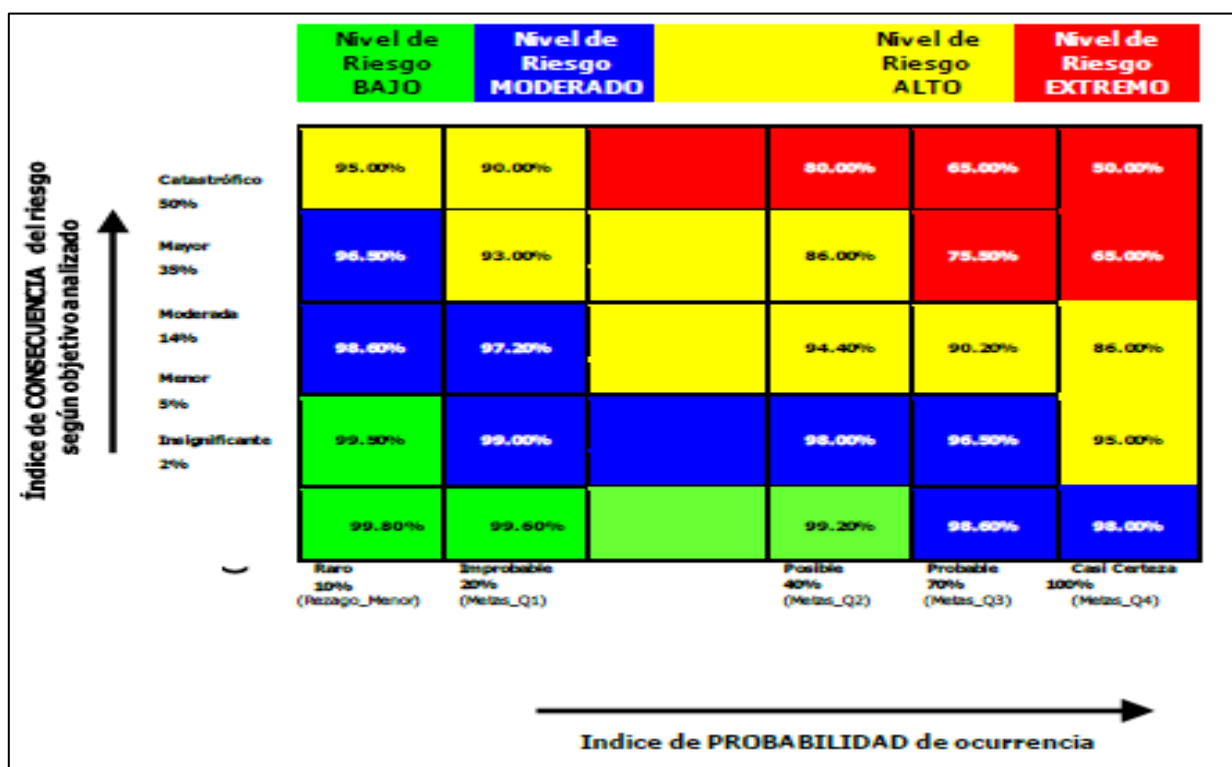 Nivel de Riesgo BAJO
Nivel de Riesgo MODERADO
Nivel de Riesgo ALTO
Nivel de Riesgo EXTREMO
Índice de CONSECUENCIA del riesgo
según objetivo analizado
Catastrófico
50%
95.00% 90.00% 80.00% 65.00% 50.00%
Mayor
35%
96.50% 93.00% 86.00% 75.50% 65.00%
Moderada
14%
98.60% 97.20% 94.40% 90.20% 86.00%
Menor
5%
99.50% 99.00% 98.00% 96.50% 95.00%
Insignificante
2%
99.80% 99.60% 99.20% 98.60% 98.00%
)
Raro Improbable Posible Probable Casi Certeza
10% 20% 40% 70% 100%
(Rezago_Menor) (Metas_Q1) (Metas_Q2) (Metas_Q3) (Metas_Q4)
Indice de PROBABILIDAD de ocurrencia